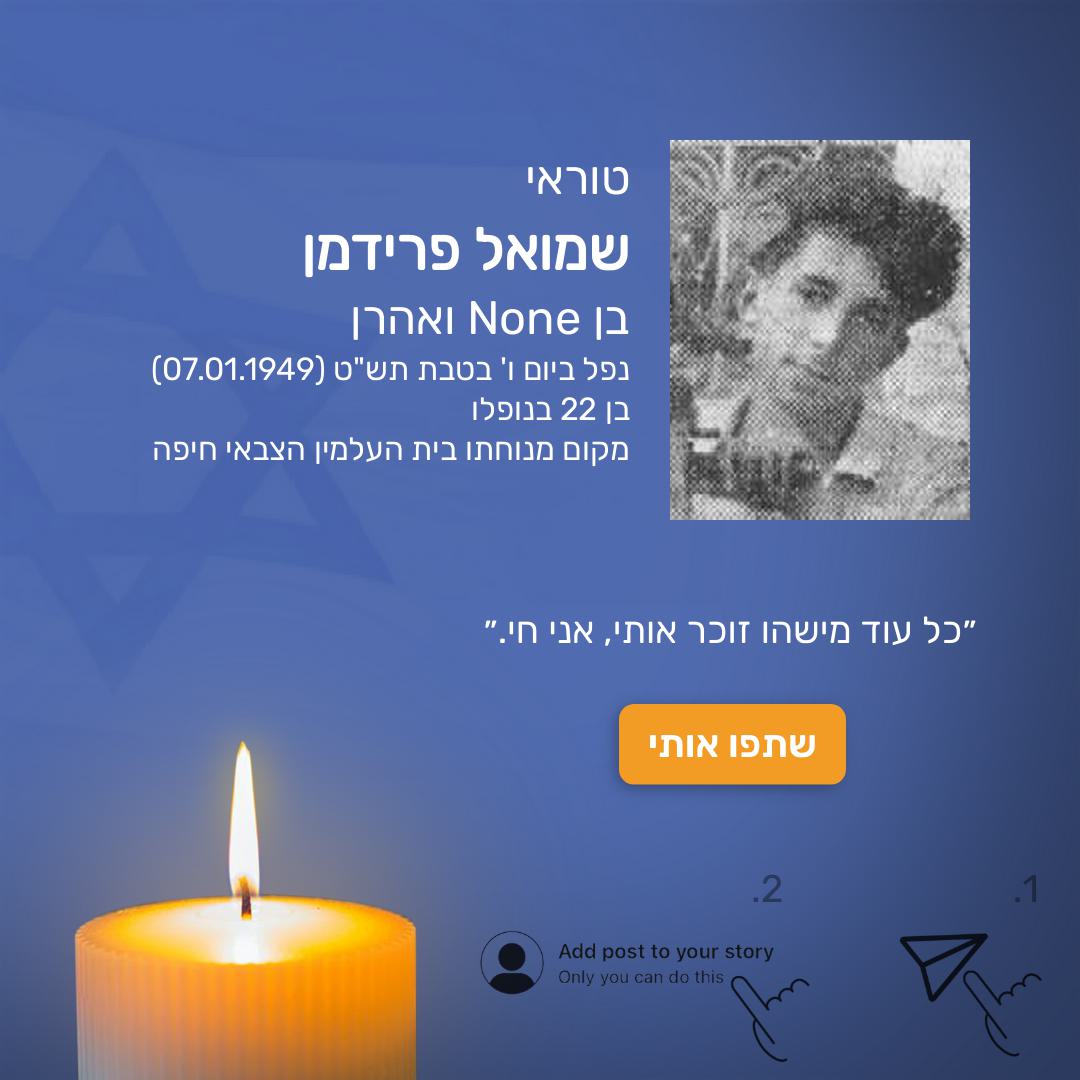 טוראי
שמואל פרידמן
בן None ואהרן
נפל ביום ו' בטבת תש"ט (07.01.1949)
בן 22 בנופלו
מקום מנוחתו בית העלמין הצבאי חיפה
״כל עוד מישהו זוכר אותי, אני חי.״
שתפו אותי
.1
.2
Add post to your story
Only you can do this